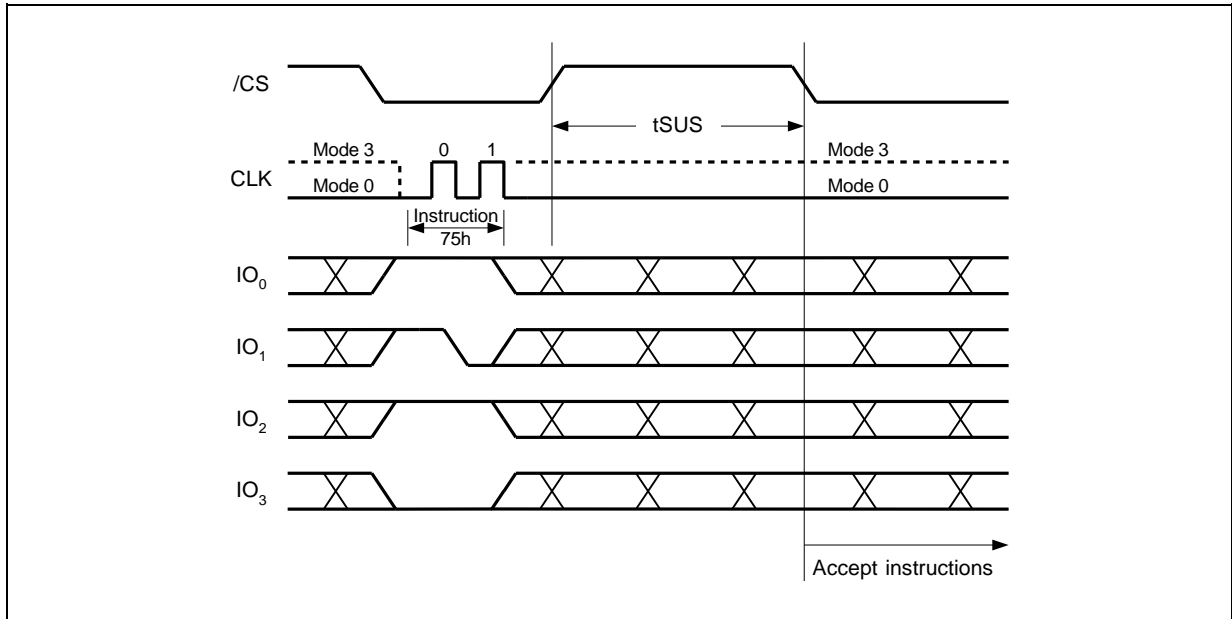 /CS
tSUS
Mode 3 0 1 Mode 3
CLK
Mode 0 Mode 0
Instruction
75h
IO0
IO1
IO2
IO3
Accept instructions